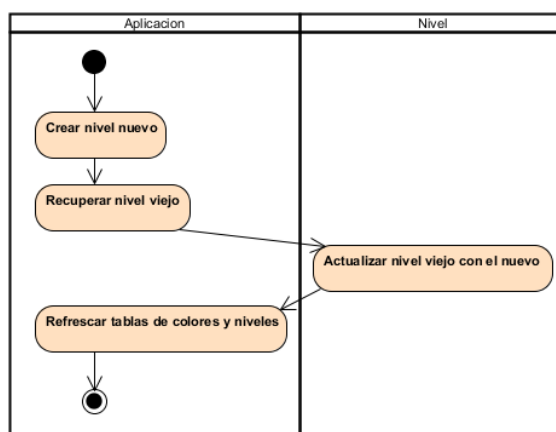 Aplicacion
Nivel
Crear nivel nuevo
Recuperar nivel viejo
Actualizar nivel viejo con el nuevo
Refrescar tablas de colores y niveles